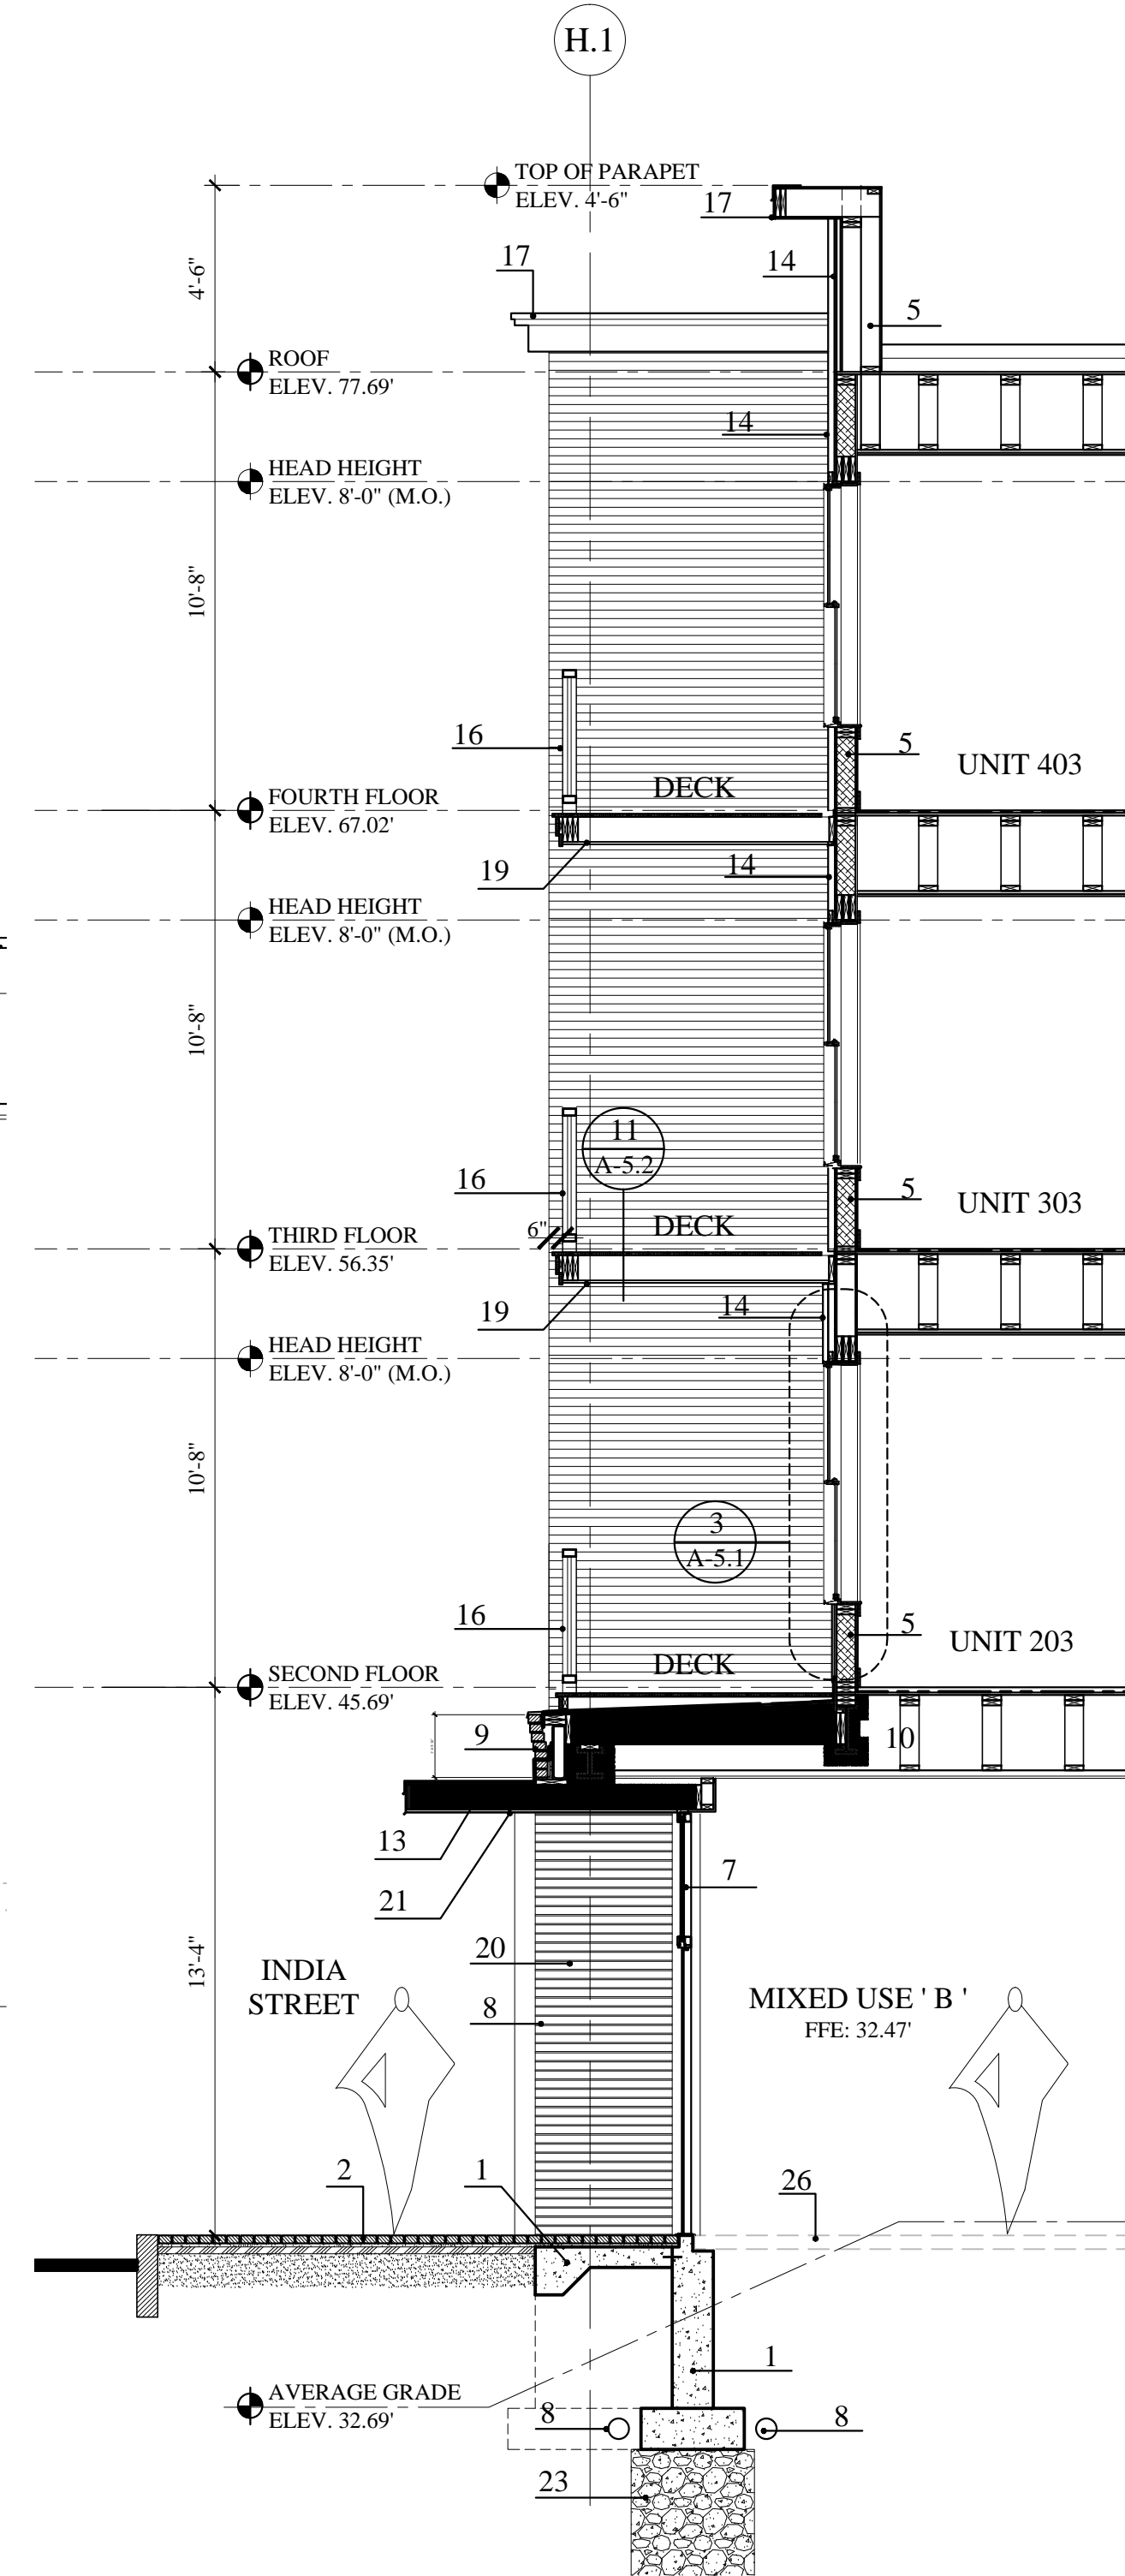 H.1
TOP OF PARAPET
ELEV. 4'-6"
17
17
14
4'-6"
5
ROOF
ELEV. 77.69'
14
HEAD HEIGHT
ELEV. 8'-0" (M.O.)
10'-8"
16
5
UNIT 403
DECK
FOURTH FLOOR
ELEV. 67.02'
19
14
HEAD HEIGHT
ELEV. 8'-0" (M.O.)
10'-8"
11
A-5.2
16
5
UNIT 303
6"
DECK
THIRD FLOOR
ELEV. 56.35'
19
14
HEAD HEIGHT
ELEV. 8'-0" (M.O.)
10'-8"
3
A-5.1
16
5
UNIT 203
DECK
SECOND FLOOR
ELEV. 45.69'
9
10
13
7
21
20
13'-4"
INDIA
STREET
8
MIXED USE ' B '
FFE: 32.47'
2
1
26
1
AVERAGE GRADE
ELEV. 32.69'
8
8
23